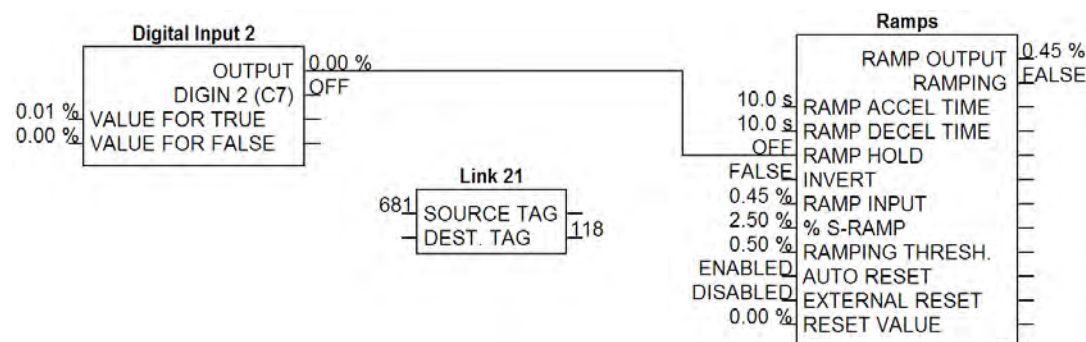 Digital Input 2
OUTPUT 0.00 %
DIGIN 2 (C7) OFF
0.01 % VALUE FOR TRUE
0.00 % VALUE FOR FALSE
Link 21
681 SOURCE TAG
DEST. TAG 118
Ramps
RAMP OUTPUT 0.45 %
RAMPING FALSE
10.0 s RAMP ACCEL TIME
10.0 s RAMP DECEL TIME
OFF RAMP HOLD
FALSE INVERT
0.45 % RAMP INPUT
2.50 % % S-RAMP
0.50 % RAMPING THRESH.
ENABLED AUTO RESET
DISABLED EXTERNAL RESET
0.00 % RESET VALUE